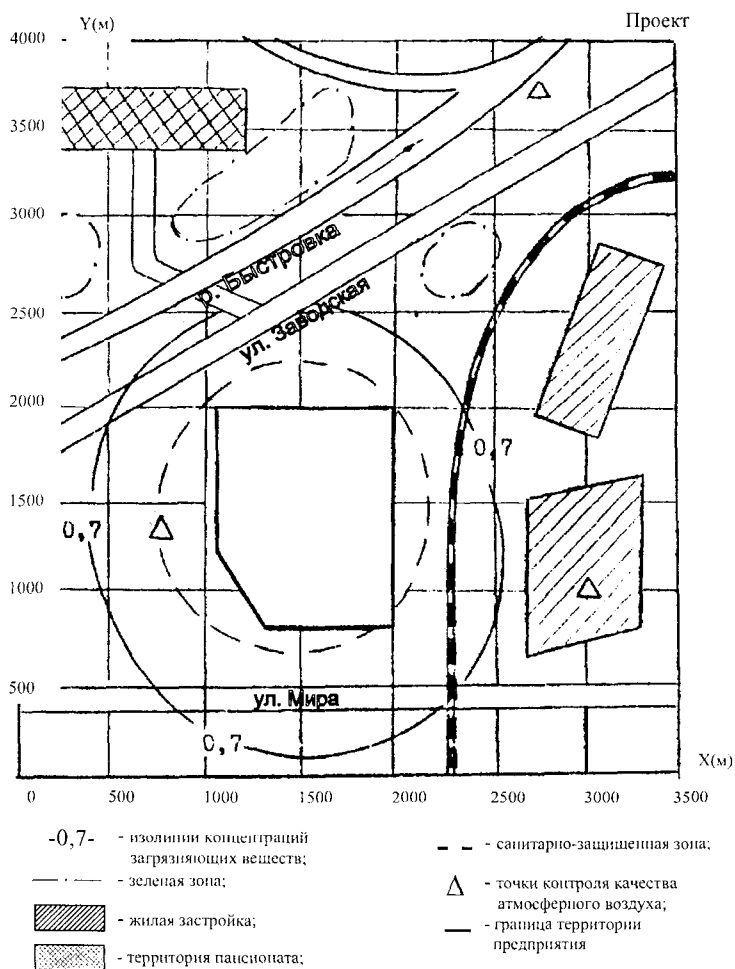 Y(м)
Проект
4000
3500
3000
р. Быстровка
2500
ул. Заворская
2000
0,7
1500
0,7
1000
500
ул. Мира
0,7
X(м)
0 500 1000 1500 2000 2500 3000 3500
-0,7- - изолинии концентраций
загрязняющих веществ;
- зеленая зона;
- жилая застройка;
- территория пансионата;
- санитарно-защищенная зона;
- точки контроля качества
атмосферного воздуха;
- граница территории
предприятия